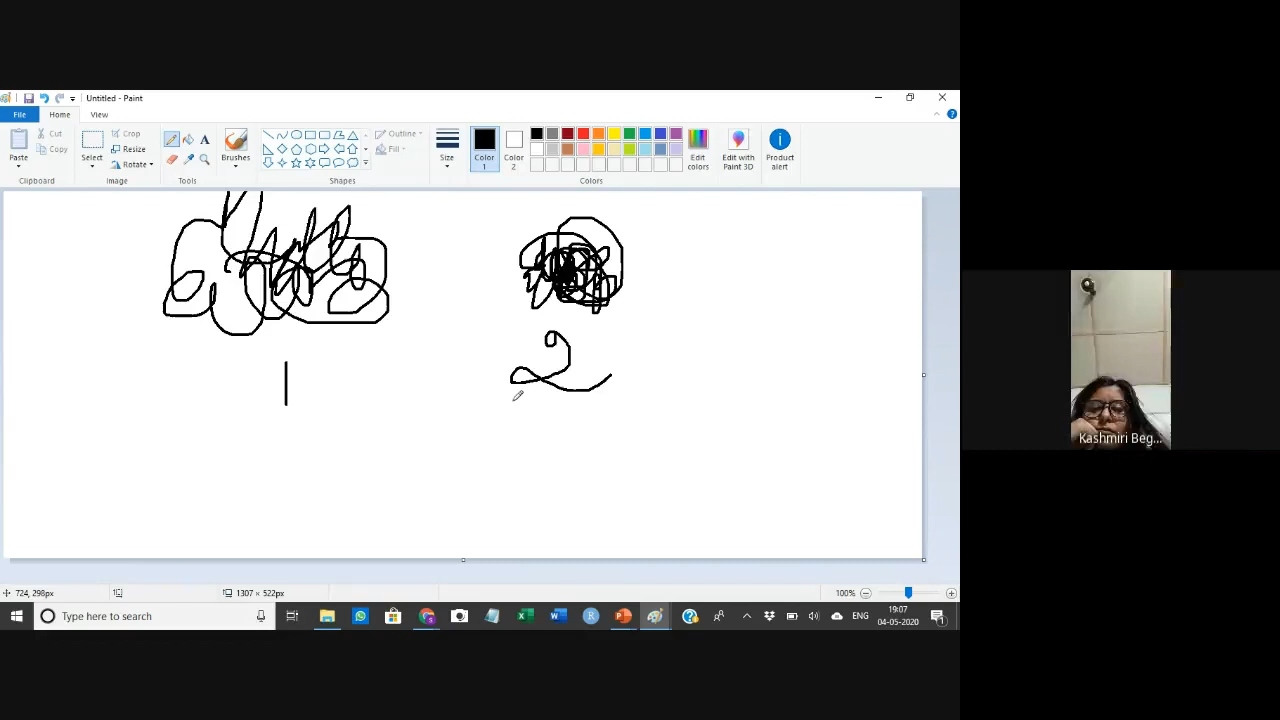 Untitled - Paint
File Home View
Paste Cut Copy Select Crop Resize Rotate Brushes Outline Fill Size Color 1 Color 2 Edit colors Edit with Paint 3D Product alert
Clipboard Image Tools Shapes Colors
1 2
Kashmiri Beg...
724, 298px 1307 × 522px 100%
Type here to search ENG 19:07
04-05-2020